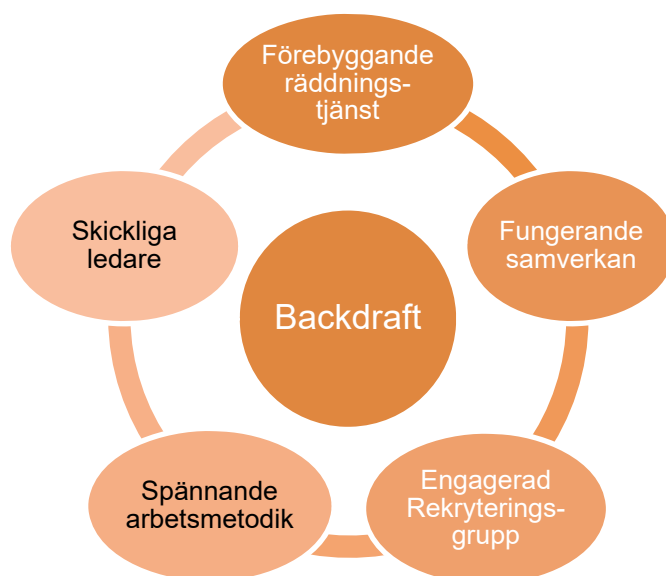 Förebyggande
räddnings-
tjänst
Fungerande
samverkan
Engagerad
Rekryterings-
grupp
Spännande
arbetsmetodik
Skickliga
ledare
Backdraft